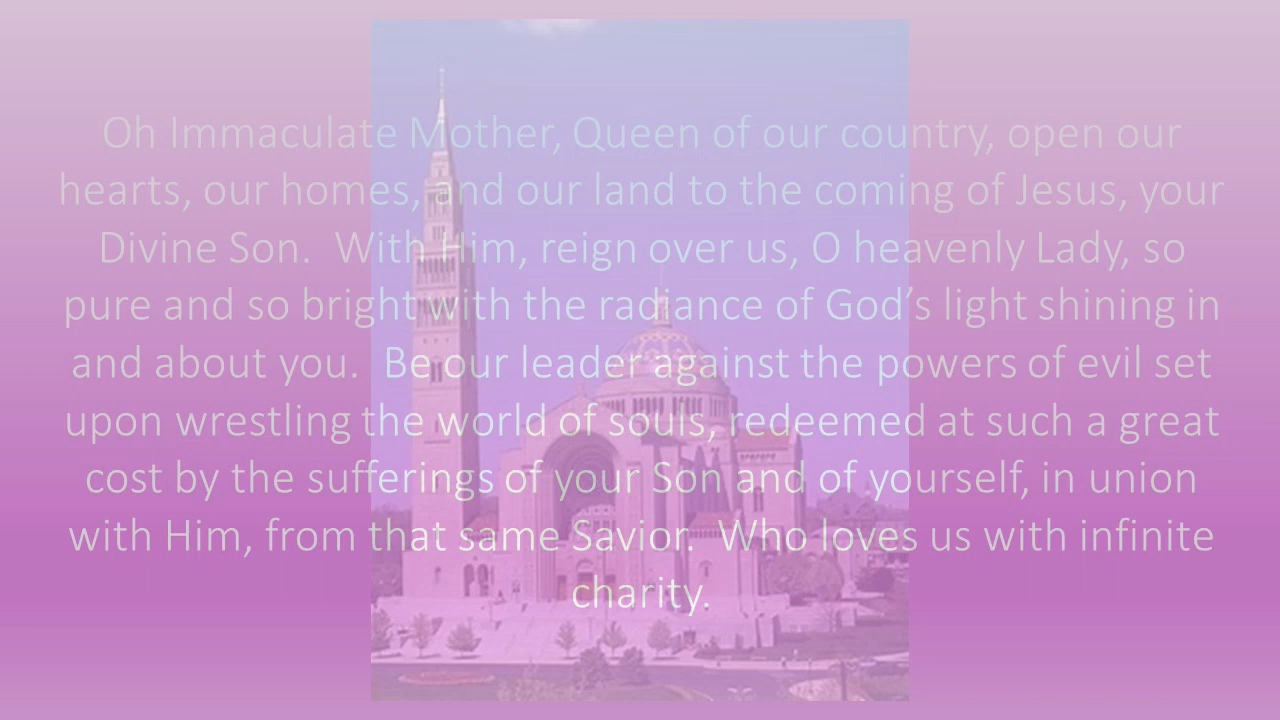 Oh Immaculate Mother, Queen of our country, open our
hearts, our homes, and our land to the coming of Jesus, your
Divine Son.  With Him, reign over us, O heavenly Lady, so
pure and so bright with the radiance of God’s light shining in
and about you.  Be our leader against the powers of evil set
upon wrestling the world of souls, redeemed at such a great
cost by the sufferings of your Son and of yourself, in union
with Him, from that same Savior.  Who loves us with infinite
charity.